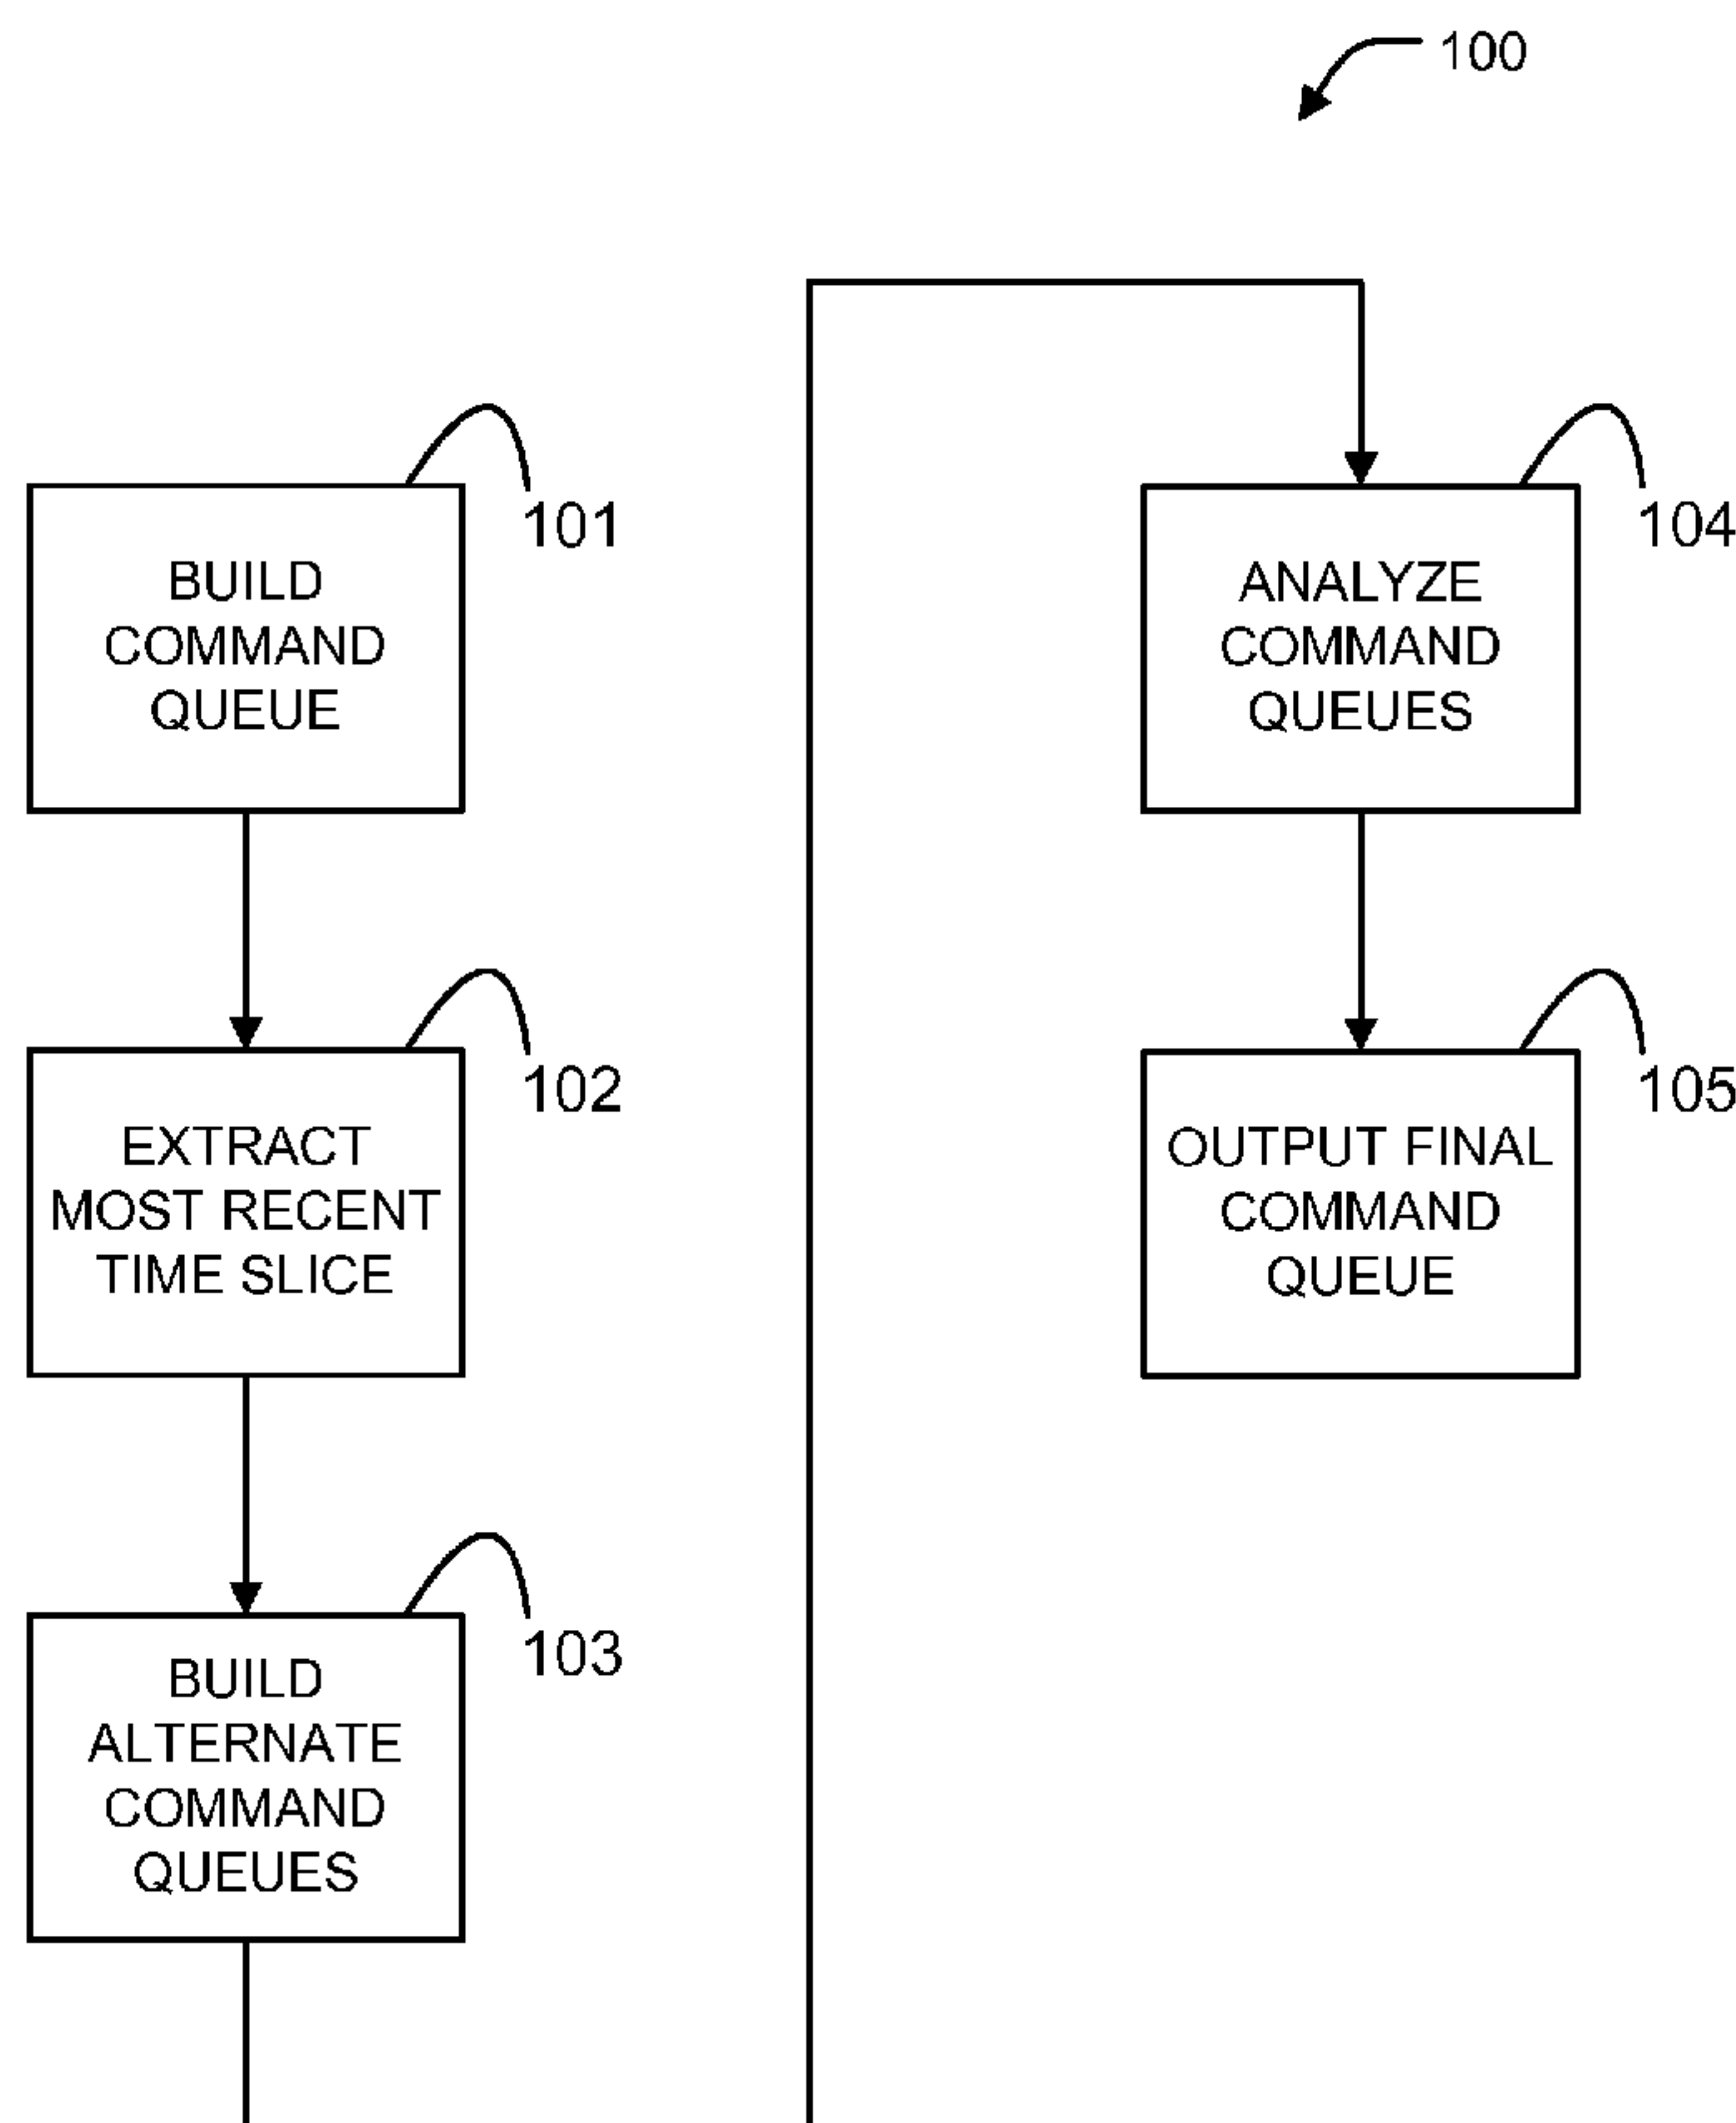 100
101
BUILD
COMMAND
QUEUE
102
EXTRACT
MOST RECENT
TIME SLICE
103
BUILD
ALTERNATE
COMMAND
QUEUES
104
ANALYZE
COMMAND
QUEUES
105
OUTPUT FINAL
COMMAND
QUEUE